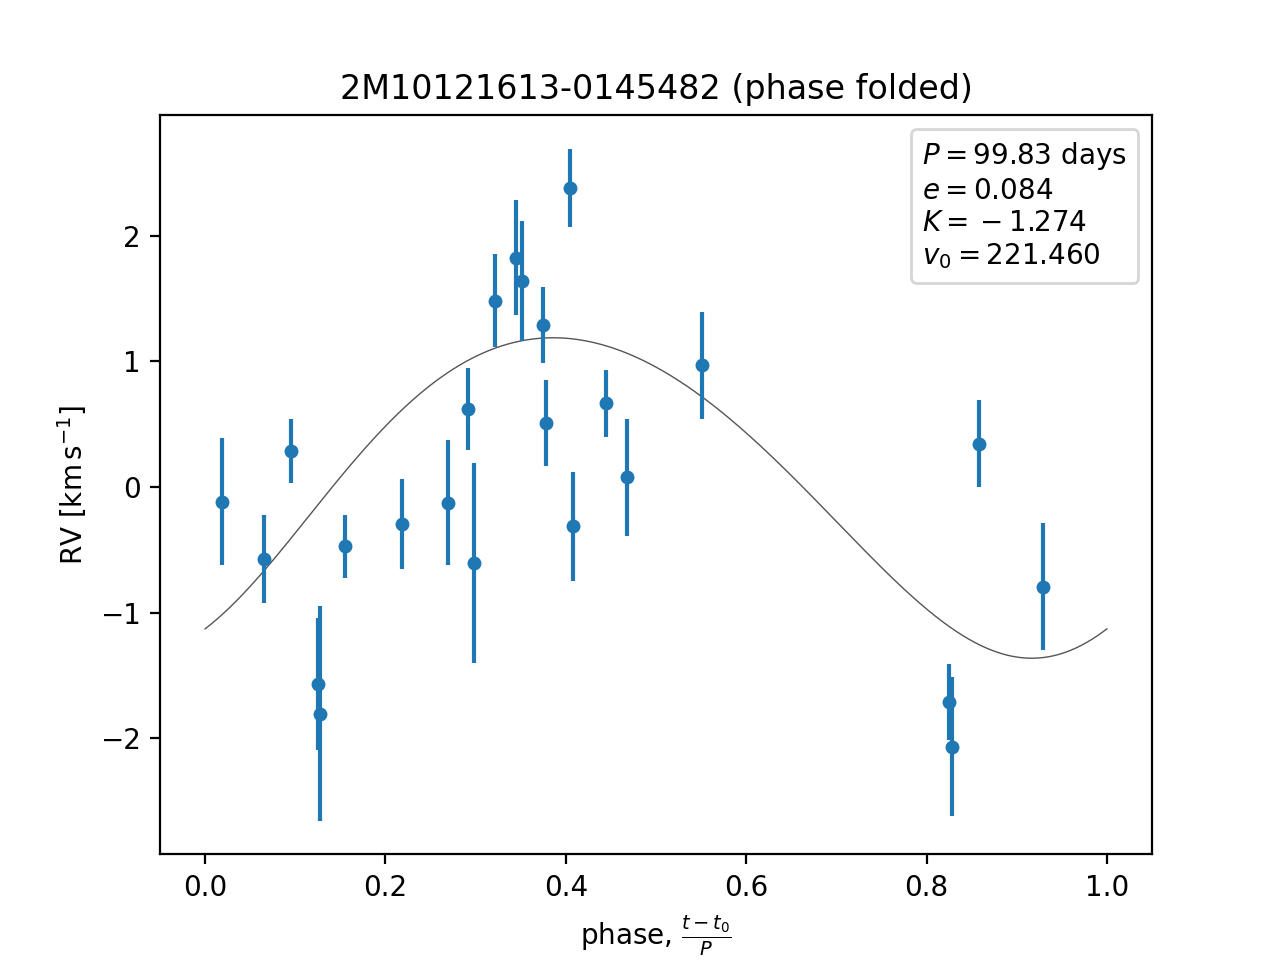 2M10121613-0145482 (phase folded)
P = 99.83 days
e = 0.084
K = −1.274
v₀ = 221.460
RV [km s⁻¹]
2
1
0
−1
−2
0.0 0.2 0.4 0.6 0.8 1.0
phase, (t − t₀)/P